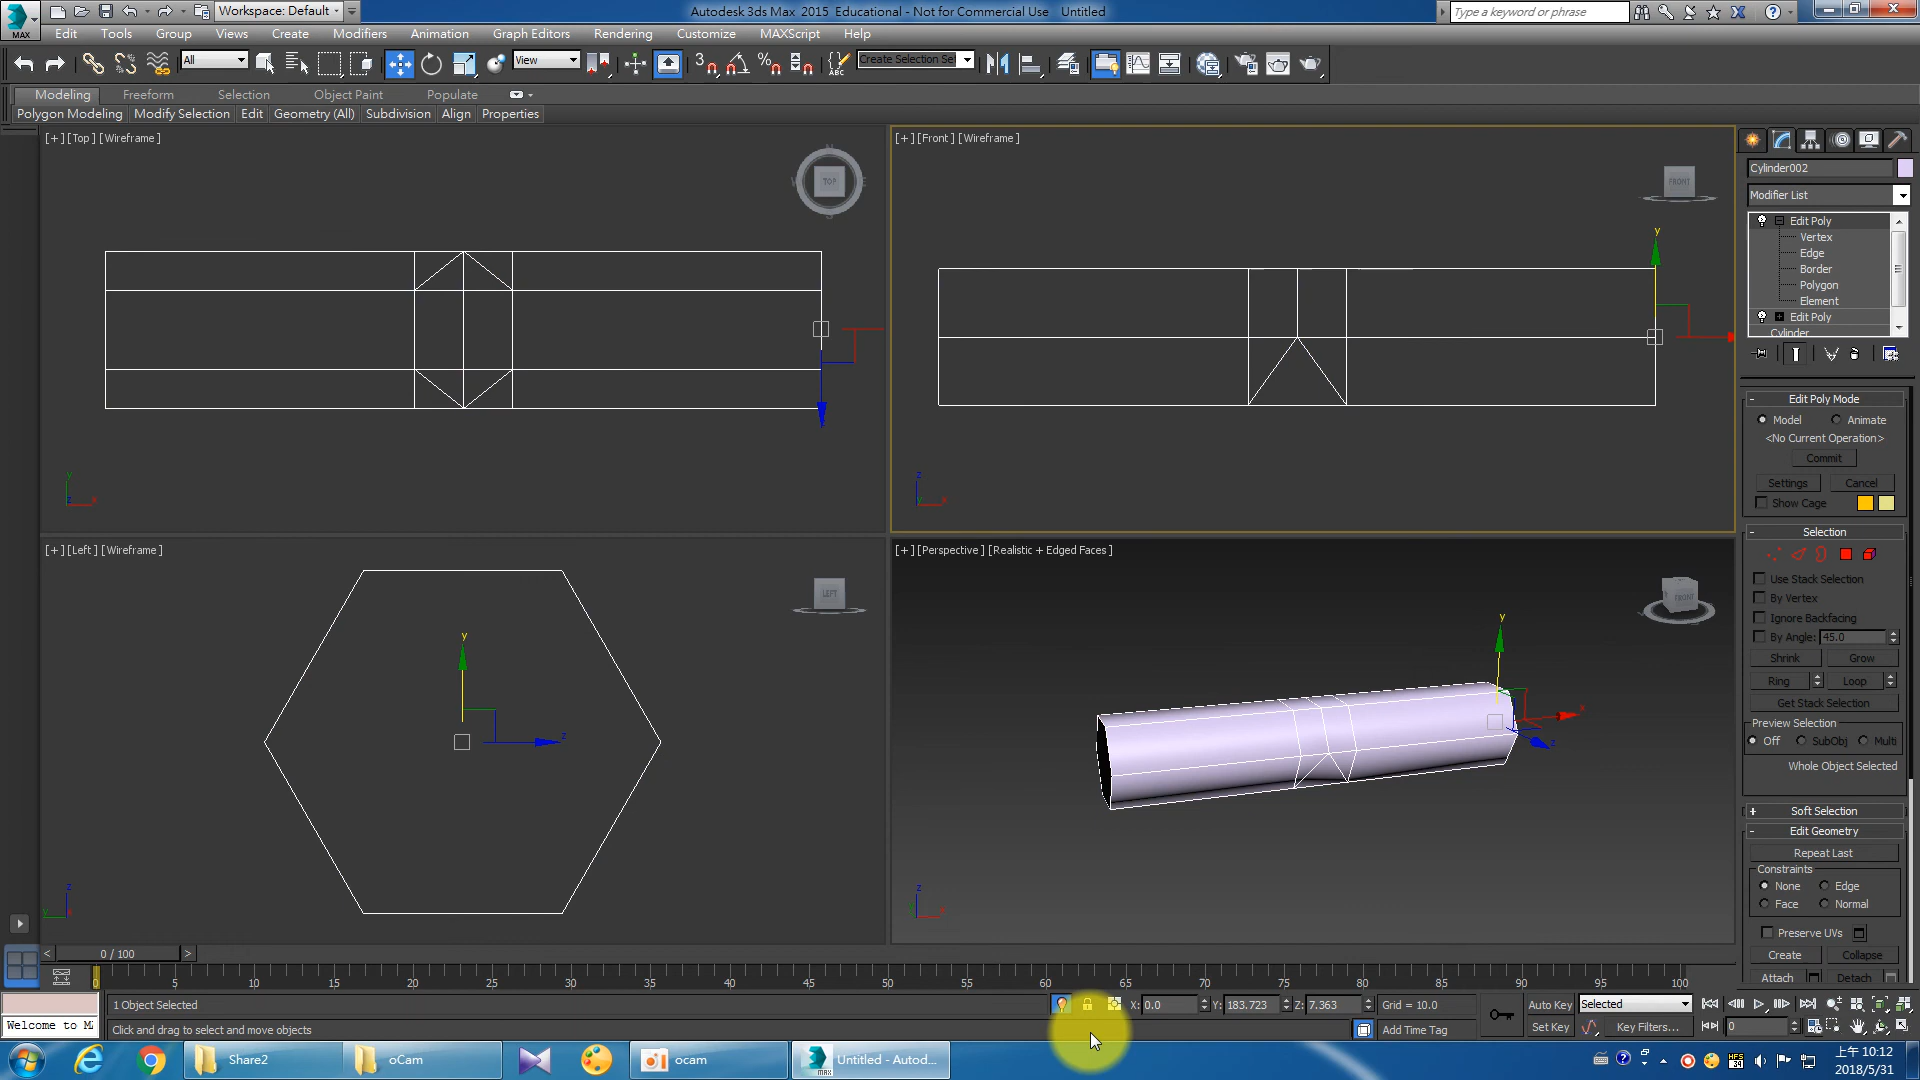 Workspace: Default
Autodesk 3ds Max 2015 Educational - Not for Commercial Use Untitled
Type a keyword or phrase
MAX
Edit Tools Group Views Create Modifiers Animation Graph Editors Rendering Customize MAXScript Help
All View Create Selection Se
Modeling Freeform Selection Object Paint Populate
Polygon Modeling Modify Selection Edit Geometry (All) Subdivision Align Properties
[+] [Top] [Wireframe]
TOP
[+] [Front] [Wireframe]
FRONT
[+] [Left] [Wireframe]
LEFT
[+] [Perspective] [Realistic + Edged Faces]
FRONT
Cylinder002
Modifier List
Edit Poly
Vertex
Edge
Border
Polygon
Element
Edit Poly
Cylinder
- Edit Poly Mode
Model Animate
<No Current Operation>
Commit
Settings Cancel
Show Cage
- Selection
Use Stack Selection
By Vertex
Ignore Backfacing
By Angle: 45.0
Shrink Grow
Ring Loop
Get Stack Selection
Preview Selection
Off SubObj Multi
Whole Object Selected
+ Soft Selection
- Edit Geometry
Repeat Last
Constraints
None Edge
Face Normal
Preserve UVs
Create Collapse
Attach Detach
< 0 / 100 >
0 5 10 15 20 25 30 35 40 45 50 55 60 65 70 75 80 85 90 95 100
1 Object Selected
X: 0.0 Y: 183.723 Z: 7.363 Grid = 10.0
Auto Key Selected
Welcome to M
Click and drag to select and move objects
Add Time Tag
Set Key Key Filters... 0
Share2 oCam ocam Untitled - Autod...
上午 10:12
2018/5/31